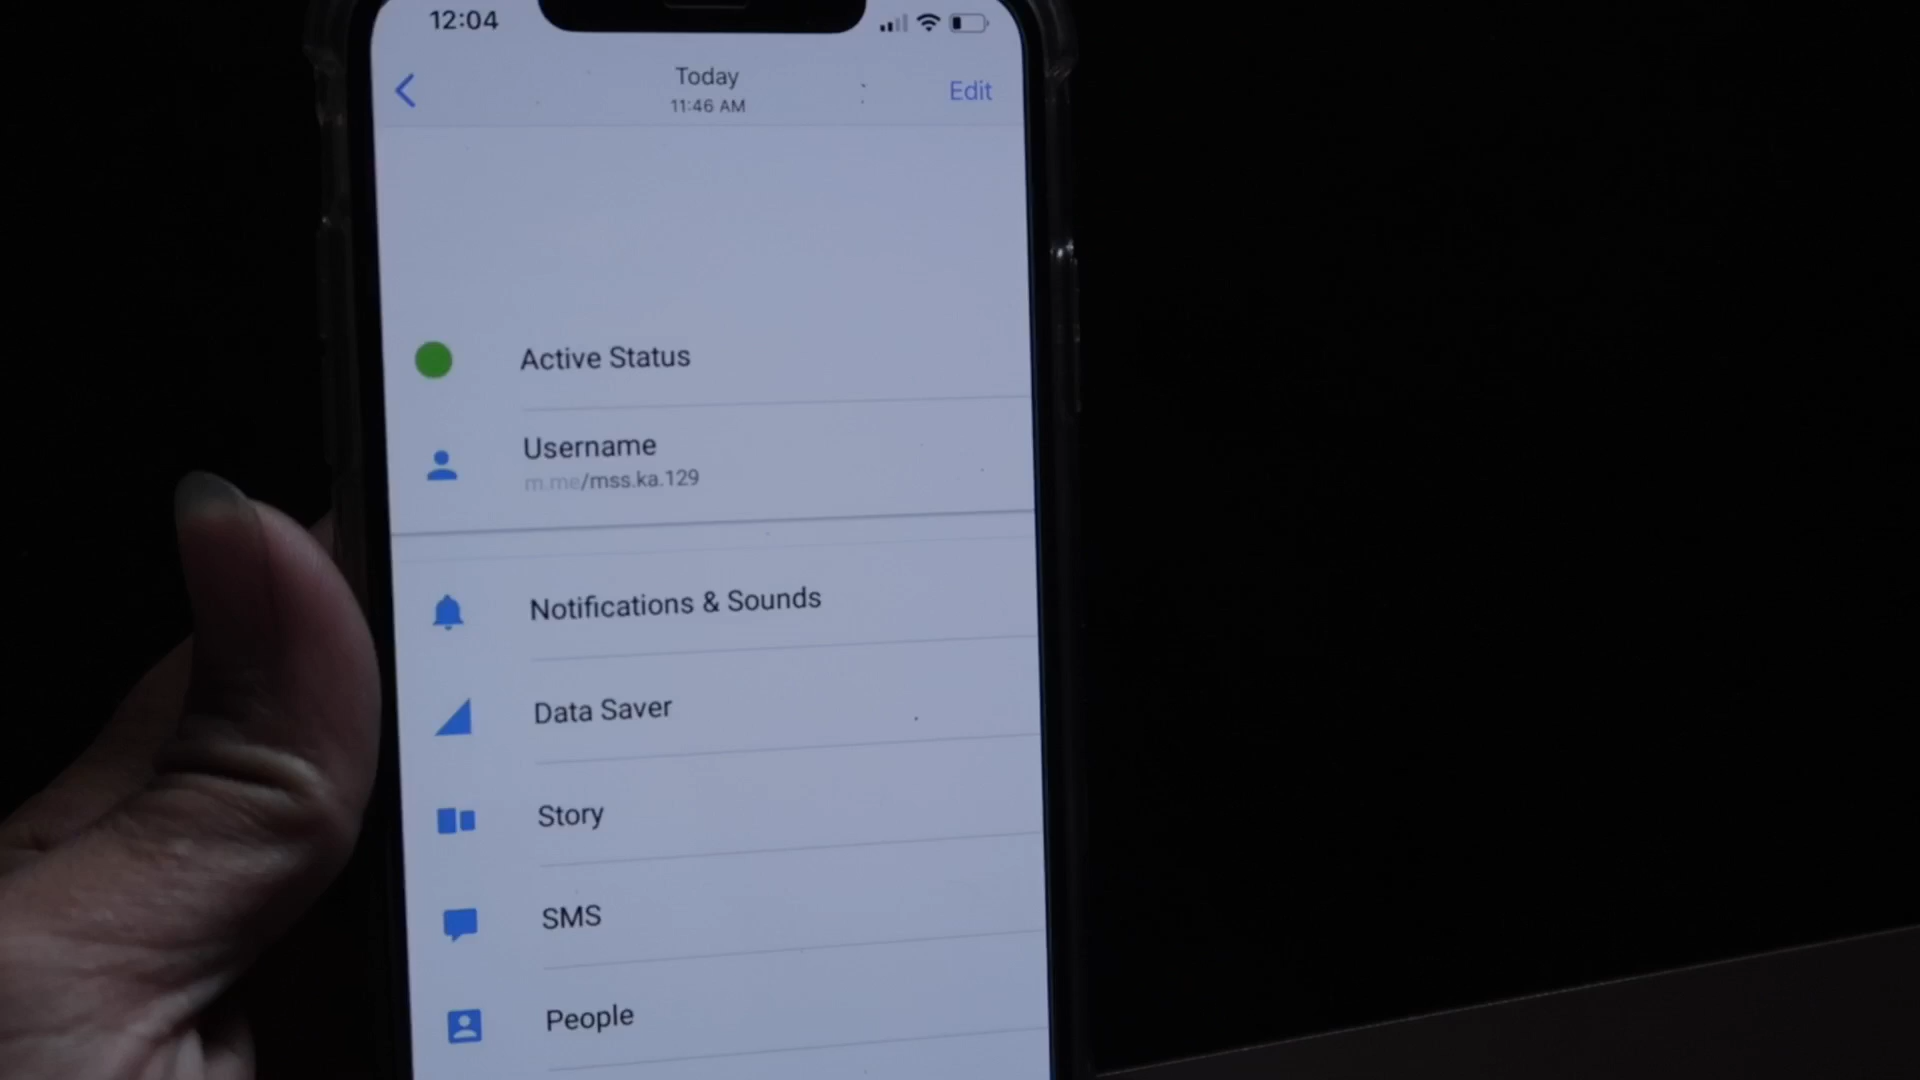 12:04
Today
11:46 AM
Edit
Active Status
Username
m.me/mss.ka.129
Notifications & Sounds
Data Saver
Story
SMS
People